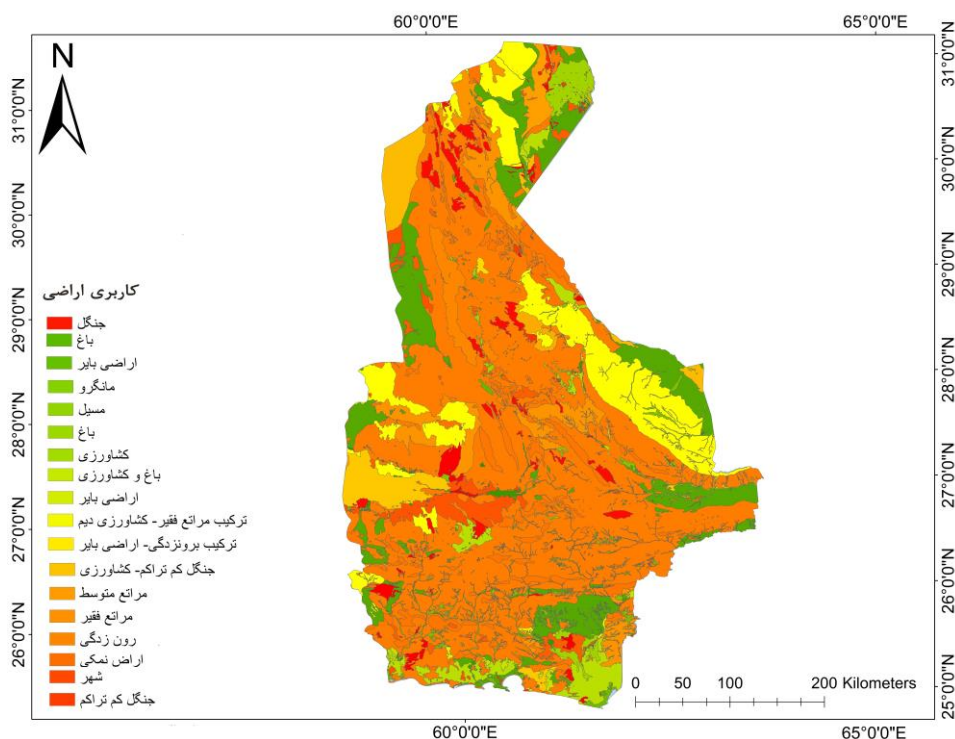 60°0'0"E
65°0'0"E
N
31°0'0"N
30°0'0"N
29°0'0"N
28°0'0"N
27°0'0"N
26°0'0"N
31°0'0"N
30°0'0"N
29°0'0"N
28°0'0"N
27°0'0"N
26°0'0"N
25°0'0"N
کاربری اراضی
جنگل
باغ
اراضی بایر
مانگرو
مسیل
باغ
کشاورزی
باغ و کشاورزی
اراضی بایر
ترکیب مراتع فقیر- کشاورزی دیم
ترکیب برونزدگی- اراضی بایر
جنگل کم تراکم- کشاورزی
مراتع متوسط
مراتع فقیر
رون زدگی
اراض نمکی
شهر
جنگل کم تراکم
0 50 100 200 Kilometers
60°0'0"E
65°0'0"E